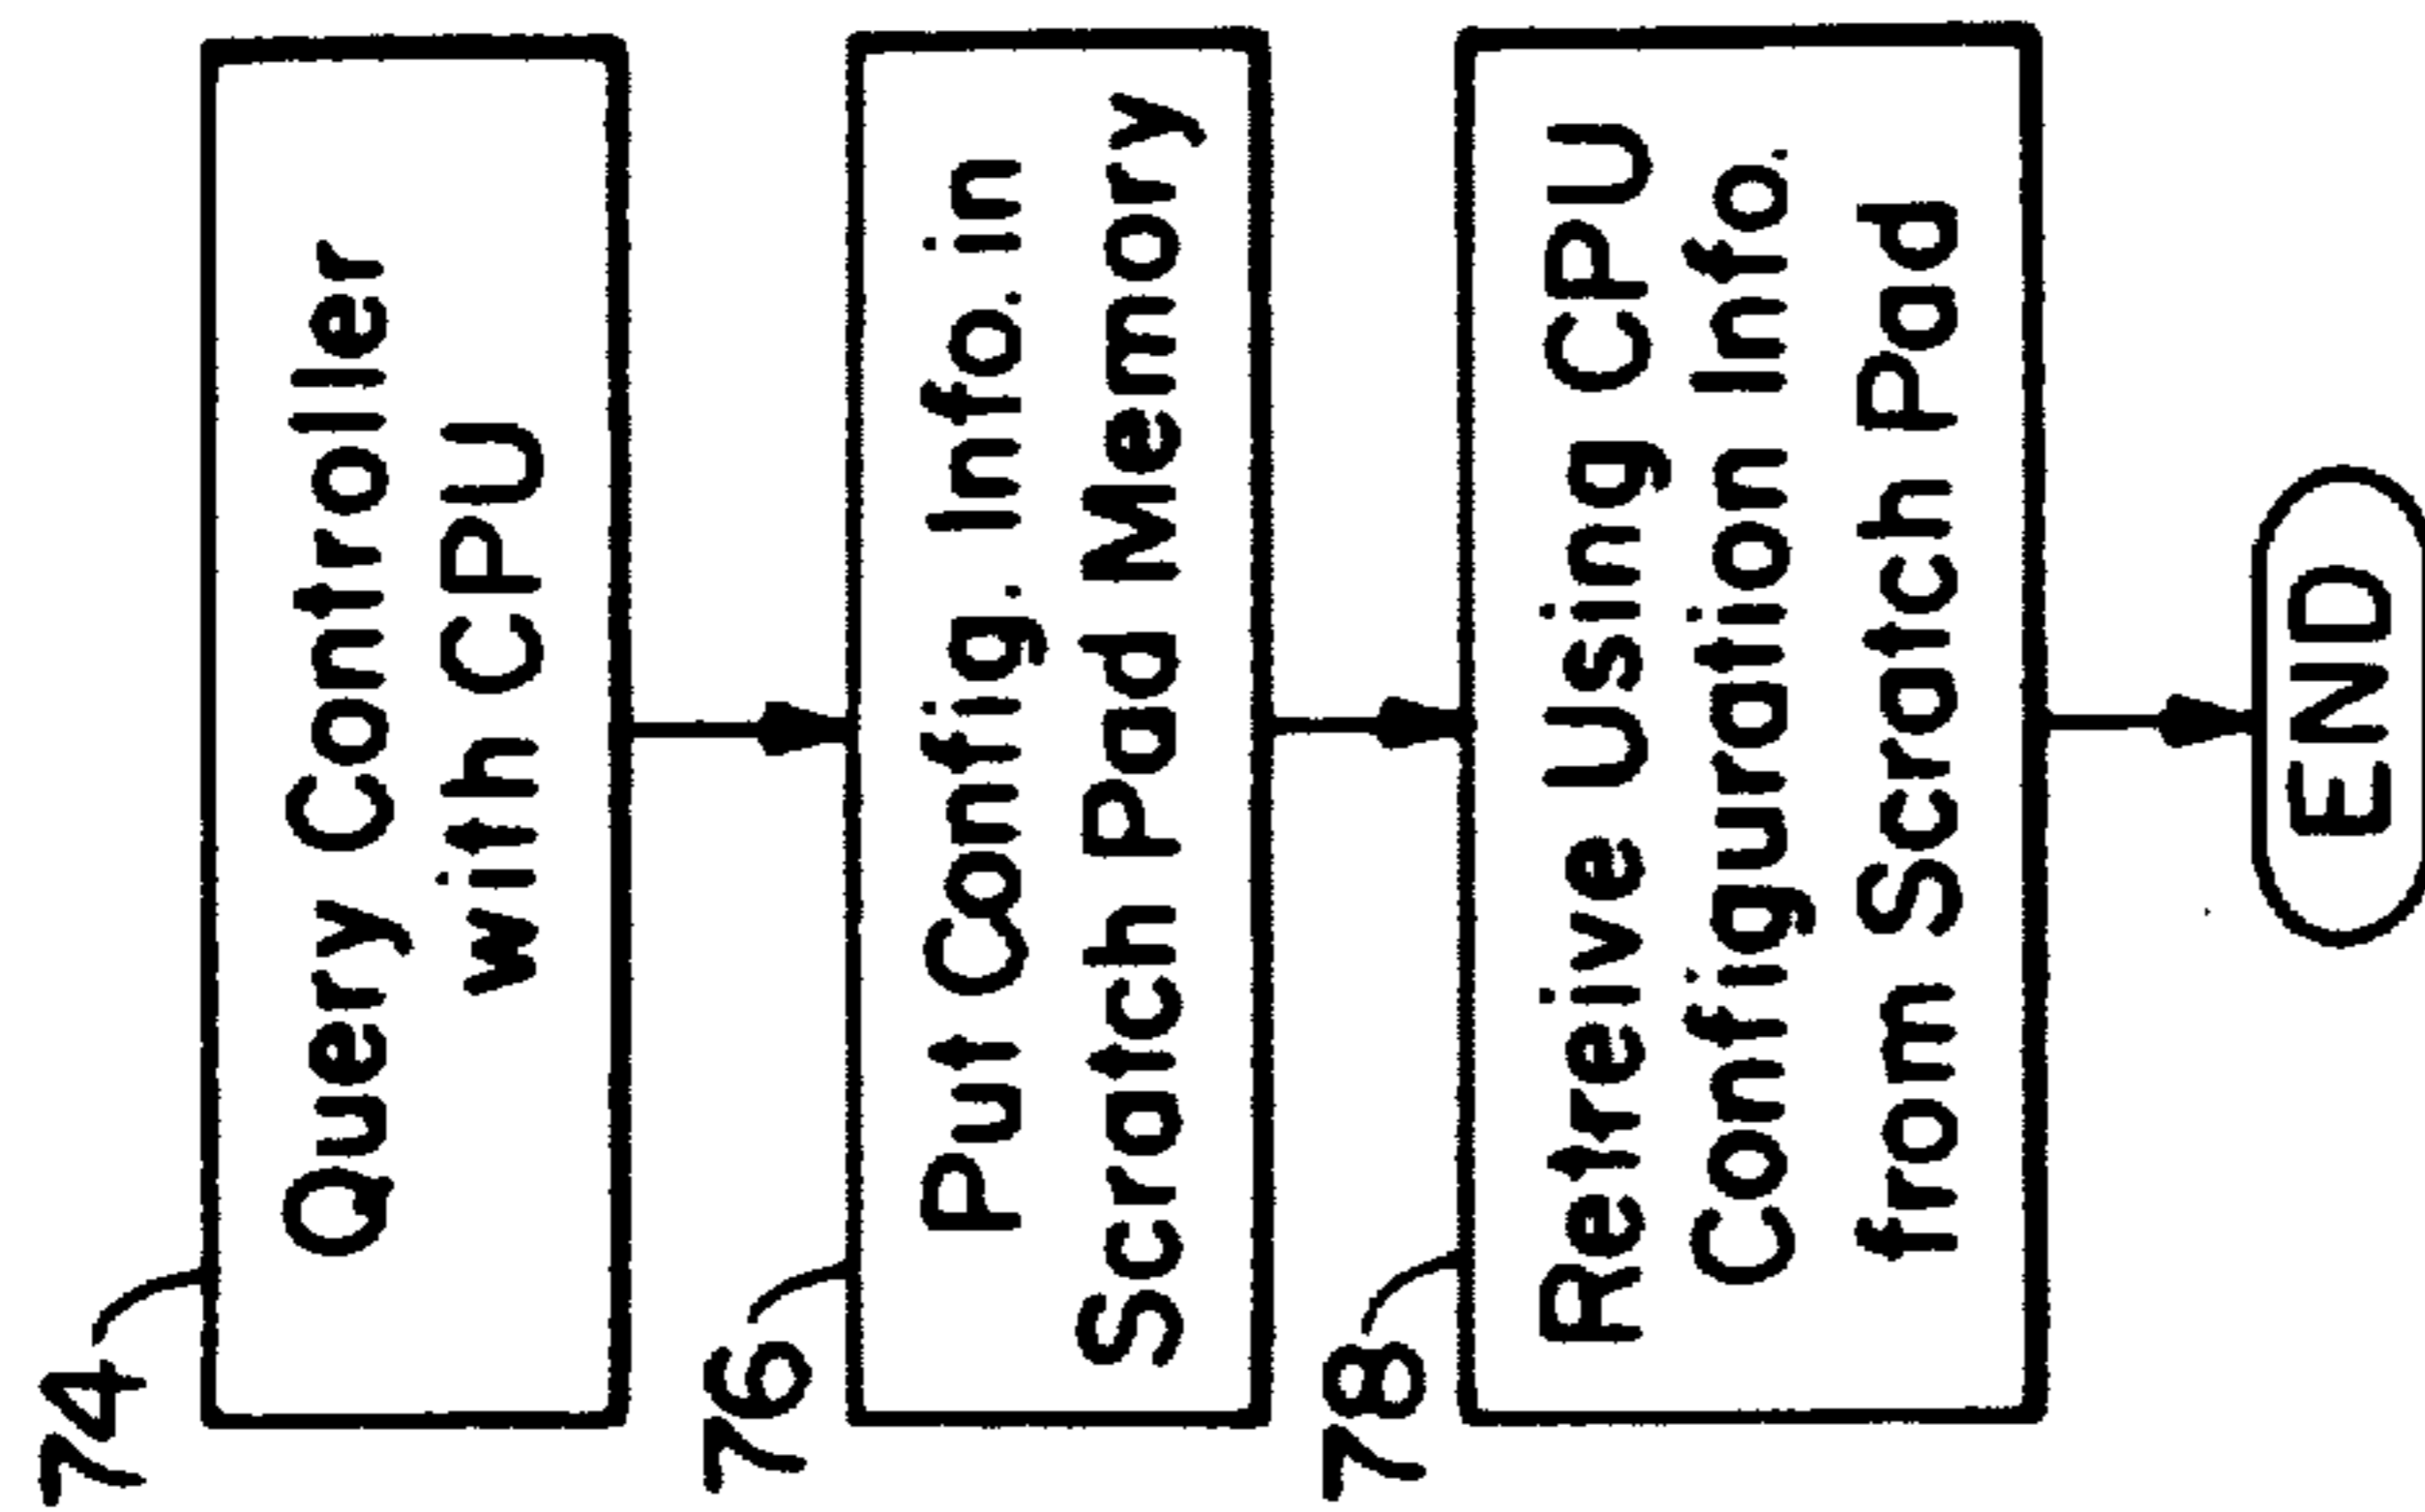 74
Query Controller
with CPU
76
Put Config. Info. in
Scratch Pad Memory
78
Retreive Using CPU
Configuration Info.
from Scratch Pad
END